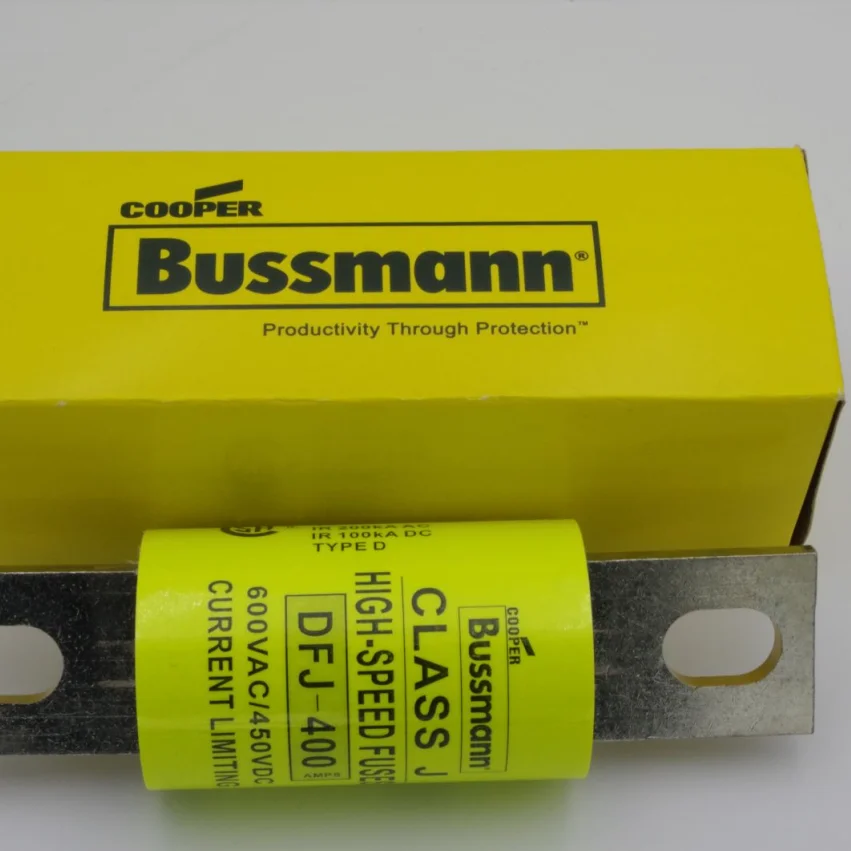 COOPER
Bussmann®
Productivity Through Protection™
IR 200kA AC
IR 100kA DC
TYPE D
COOPER
Bussmann
CLASS J
HIGH-SPEED FUSE
DFJ-400
AMPS
600VAC/450VDC
CURRENT LIMITING